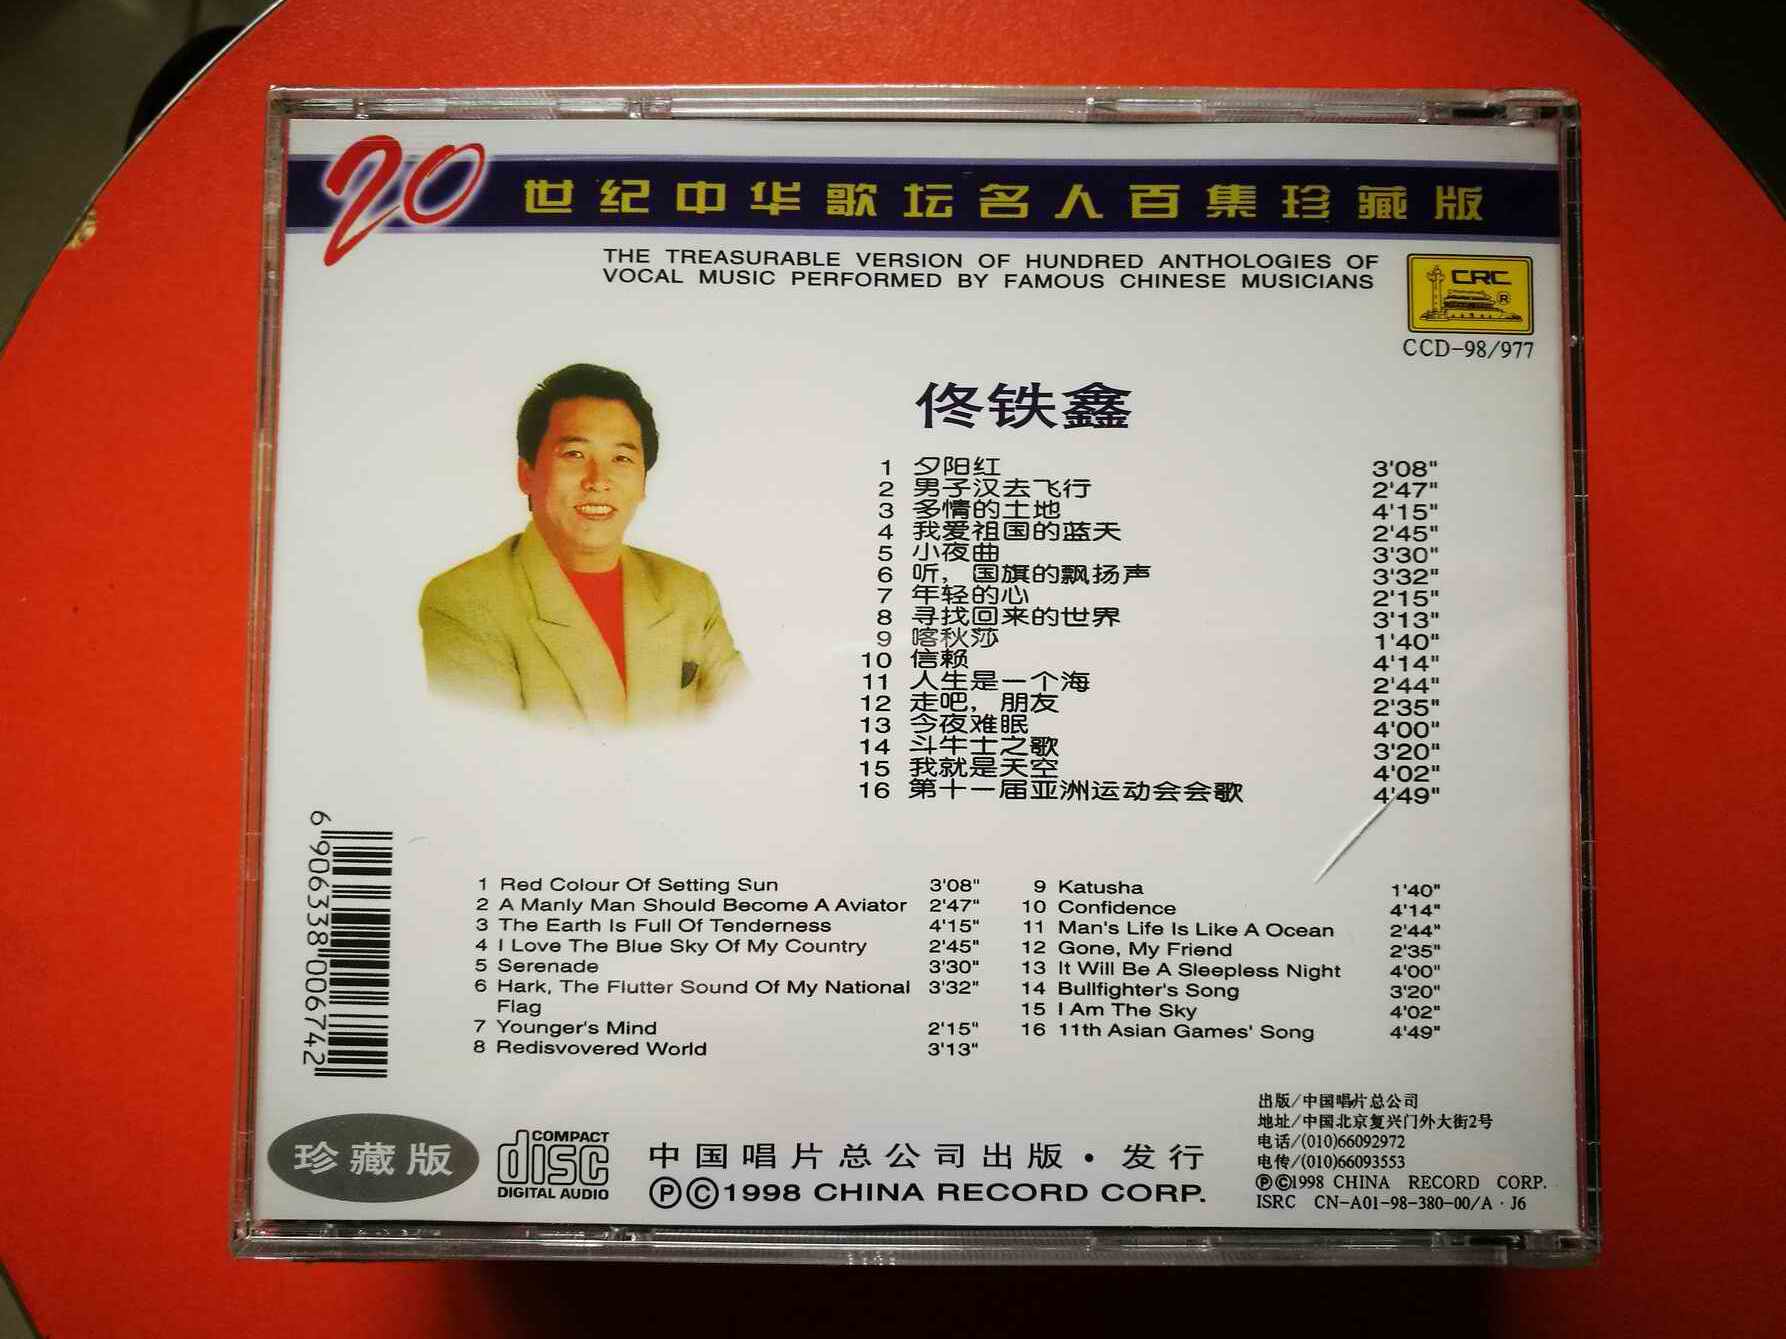 20世纪中华歌坛名人百集珍藏版
THE TREASURABLE VERSION OF HUNDRED ANTHOLOGIES OF
VOCAL MUSIC PERFORMED BY FAMOUS CHINESE MUSICIANS
CRC
®
CCD-98/977
佟铁鑫
1 夕阳红 3'08"
2 男子汉去飞行 2'47"
3 多情的土地 4'15"
4 我爱祖国的蓝天 2'45"
5 小夜曲 3'30"
6 听，国旗的飘扬声 3'32"
7 年轻的心 2'15"
8 寻找回来的世界 3'13"
9 喀秋莎 1'40"
10 信赖 4'14"
11 人生是一个海 2'44"
12 走吧，朋友 2'35"
13 今夜难眠 4'00"
14 斗牛士之歌 3'20"
15 我就是天空 4'02"
16 第十一届亚洲运动会会歌 4'49"
6 906338 006742
1 Red Colour Of Setting Sun 3'08"
2 A Manly Man Should Become A Aviator 2'47"
3 The Earth Is Full Of Tenderness 4'15"
4 I Love The Blue Sky Of My Country 2'45"
5 Serenade 3'30"
6 Hark, The Flutter Sound Of My National 3'32"
Flag
7 Younger's Mind 2'15"
8 Redisvovered World 3'13"
9 Katusha 1'40"
10 Confidence 4'14"
11 Man's Life Is Like A Ocean 2'44"
12 Gone, My Friend 2'35"
13 It Will Be A Sleepless Night 4'00"
14 Bullfighter's Song 3'20"
15 I Am The Sky 4'02"
16 11th Asian Games' Song 4'49"
珍藏版
COMPACT
disc
DIGITAL AUDIO
中国唱片总公司出版·发行
℗©1998 CHINA RECORD CORP.
出版/中国唱片总公司
地址/中国北京复兴门外大街2号
电话/(010)66092972
电传/(010)66093553
℗©1998 CHINA RECORD CORP.
ISRC CN-A01-98-380-00/A·J6